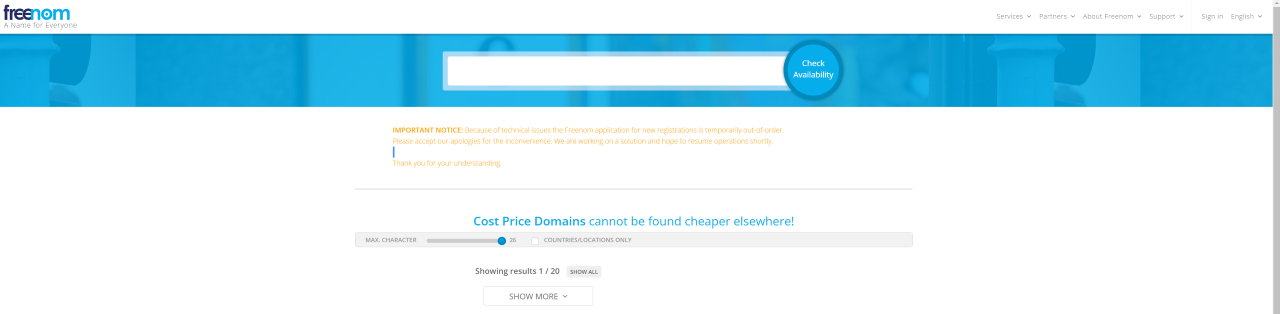 freenom
A Name for Everyone
Services Partners About Freenom Support Sign in English
Check
Availability
IMPORTANT NOTICE: Because of technical issues the Freenom application for new registrations is temporarily out-of-order.
Please accept our apologies for the inconvenience. We are working on a solution and hope to resume operations shortly.
Thank you for your understanding.
Cost Price Domains cannot be found cheaper elsewhere!
MAX. CHARACTER 26 COUNTRIES/LOCATIONS ONLY
Showing results 1 / 20 SHOW ALL
SHOW MORE